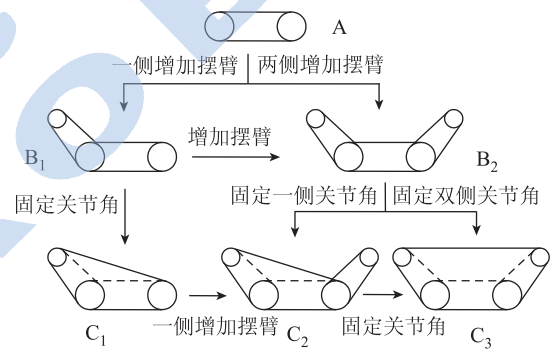 A
一侧增加摆臂 两侧增加摆臂
B1 增加摆臂 B2
固定关节角 固定一侧关节角 固定双侧关节角
C1 一侧增加摆臂 C2 固定关节角 C3